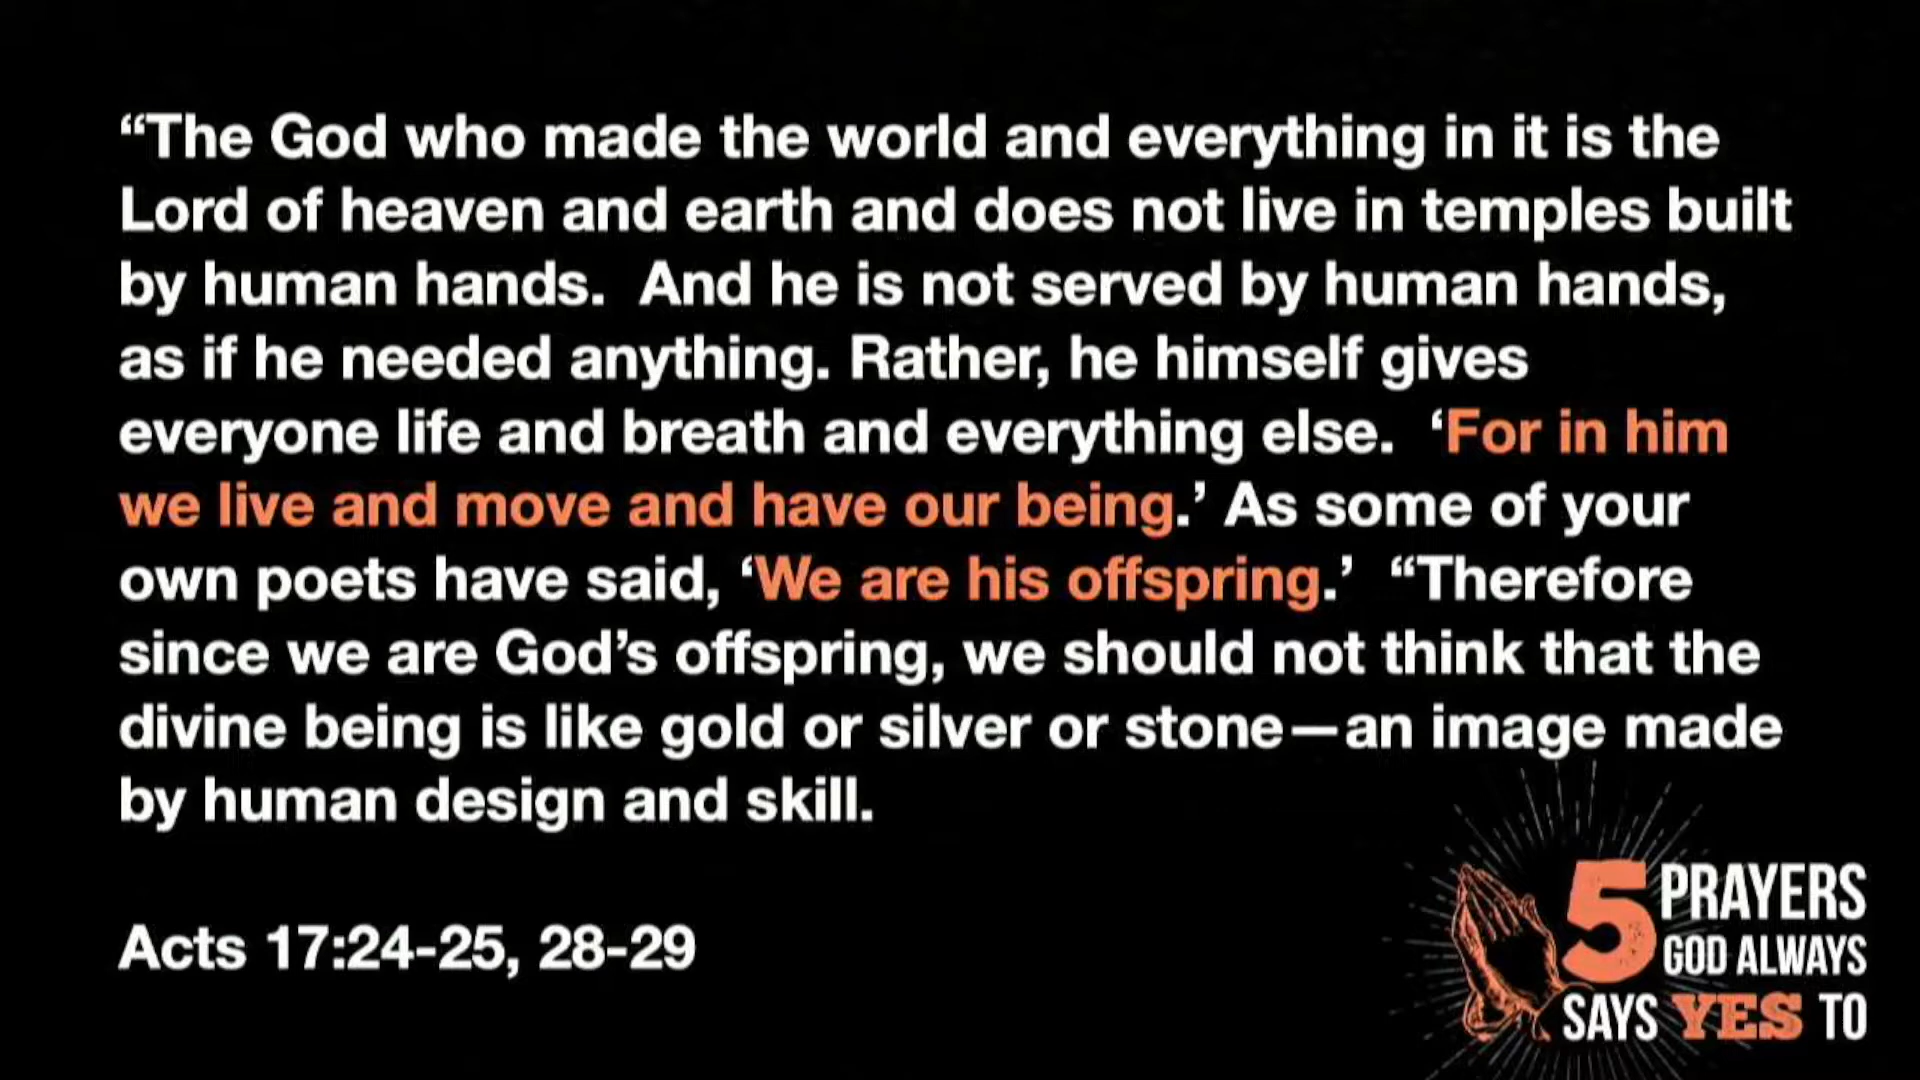 “The God who made the world and everything in it is the
Lord of heaven and earth and does not live in temples built
by human hands.  And he is not served by human hands,
as if he needed anything. Rather, he himself gives
everyone life and breath and everything else.  ‘For in him
we live and move and have our being.’ As some of your
own poets have said, ‘We are his offspring.’  “Therefore
since we are God’s offspring, we should not think that the
divine being is like gold or silver or stone—an image made
by human design and skill.
Acts 17:24-25, 28-29
5 PRAYERS
GOD ALWAYS
SAYS YES TO